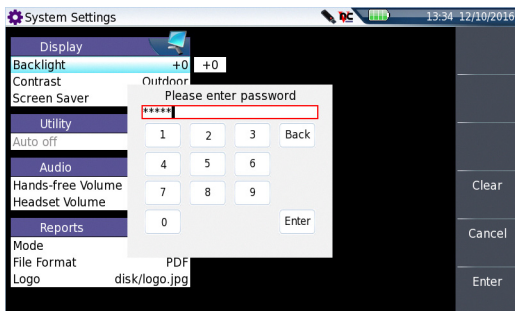 System Settings
DC
13:34 12/10/2016
Display
Backlight +0 +0
Contrast Outdoor
Screen Saver
Utility
Auto off
Audio
Hands-free Volume
Headset Volume
Reports
Mode
File Format PDF
Logo disk/logo.jpg
Please enter password
*****
1 2 3 Back
4 5 6
7 8 9
0 Enter
Clear
Cancel
Enter